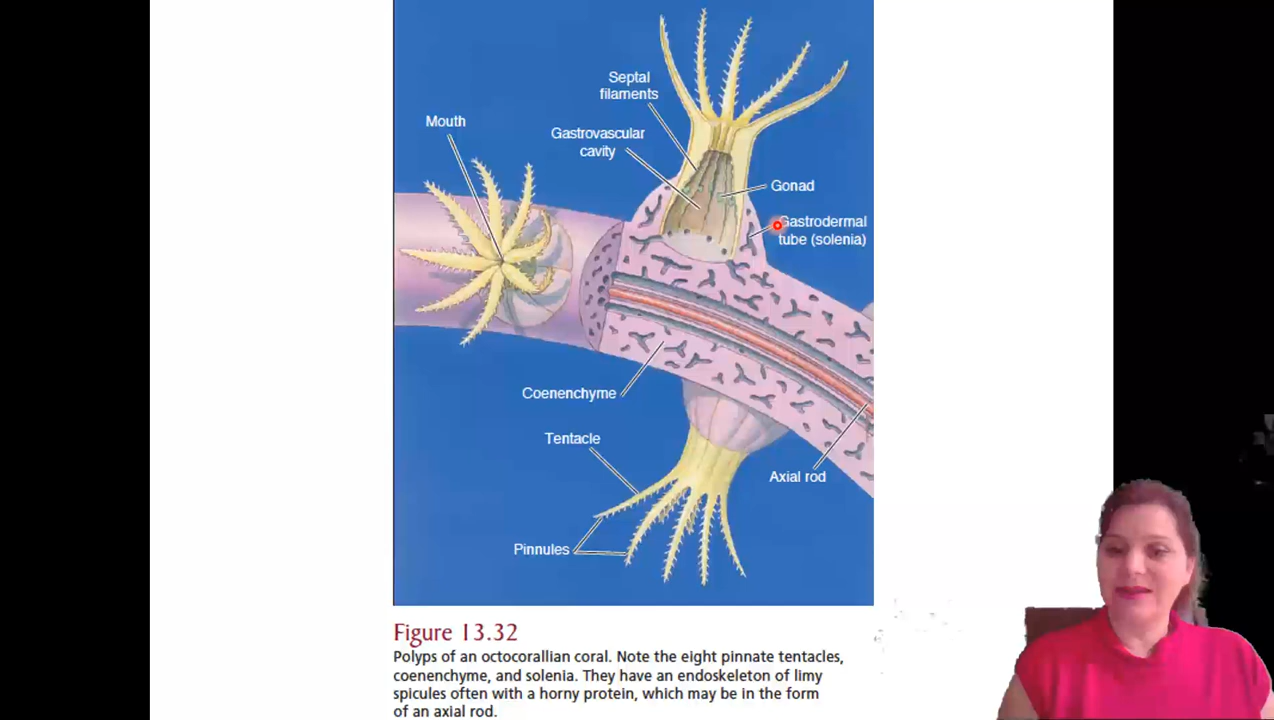 Septal
filaments
Mouth
Gastrovascular
cavity
Gonad
Gastrodermal
tube (solenia)
Coenenchyme
Tentacle
Axial rod
Pinnules
Figure 13.32
Polyps of an octocorallian coral. Note the eight pinnate tentacles,
coenenchyme, and solenia. They have an endoskeleton of limy
spicules often with a horny protein, which may be in the form
of an axial rod.